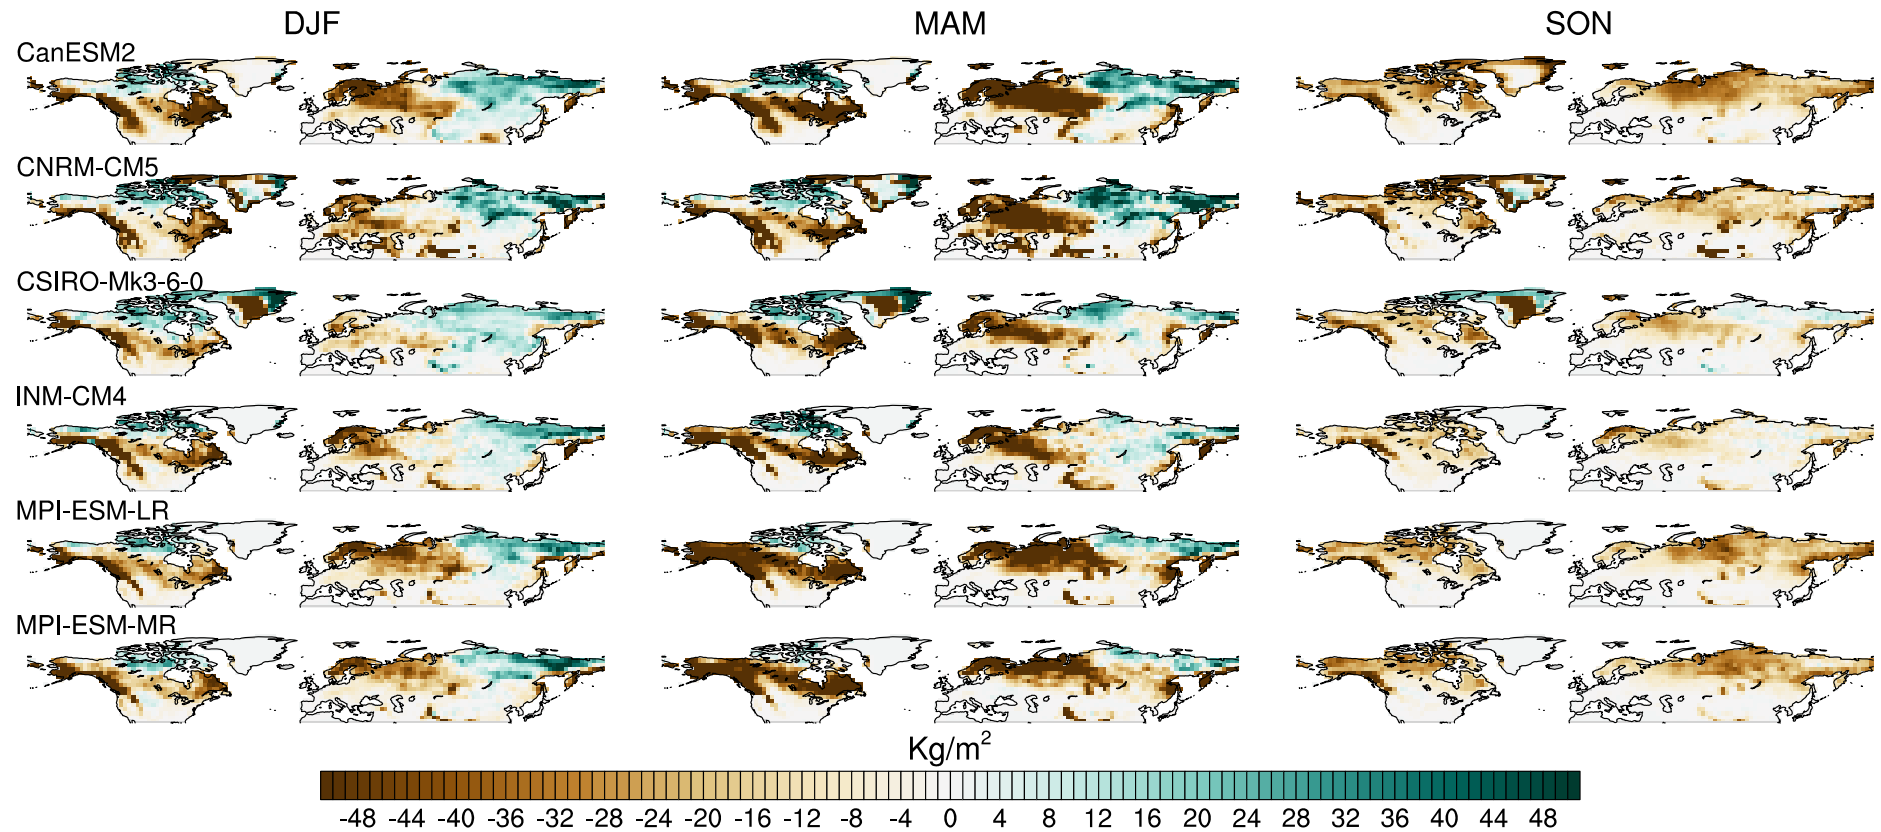 DJF MAM SON
CanESM2
CNRM-CM5
CSIRO-Mk3-6-0
INM-CM4
MPI-ESM-LR
MPI-ESM-MR
Kg/m²
-48 -44 -40 -36 -32 -28 -24 -20 -16 -12 -8 -4 0 4 8 12 16 20 24 28 32 36 40 44 48